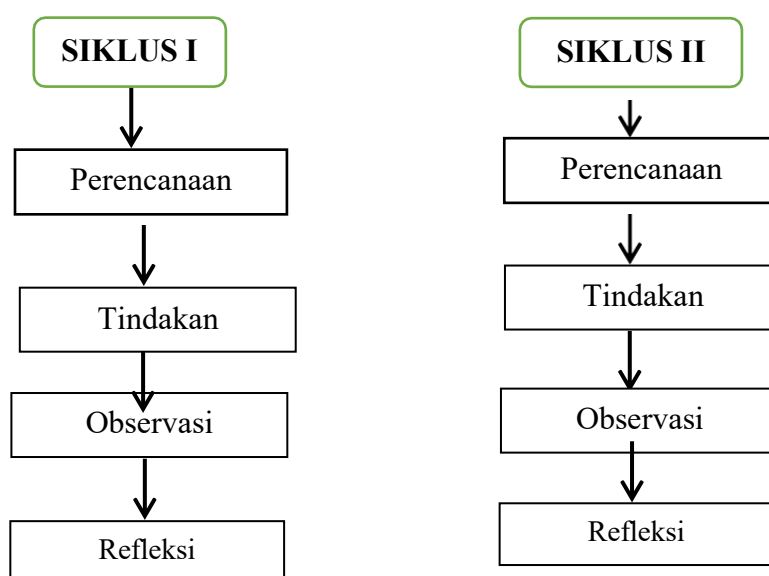 SIKLUS I
Perencanaan
Tindakan
Observasi
Refleksi
SIKLUS II
Perencanaan
Tindakan
Observasi
Refleksi